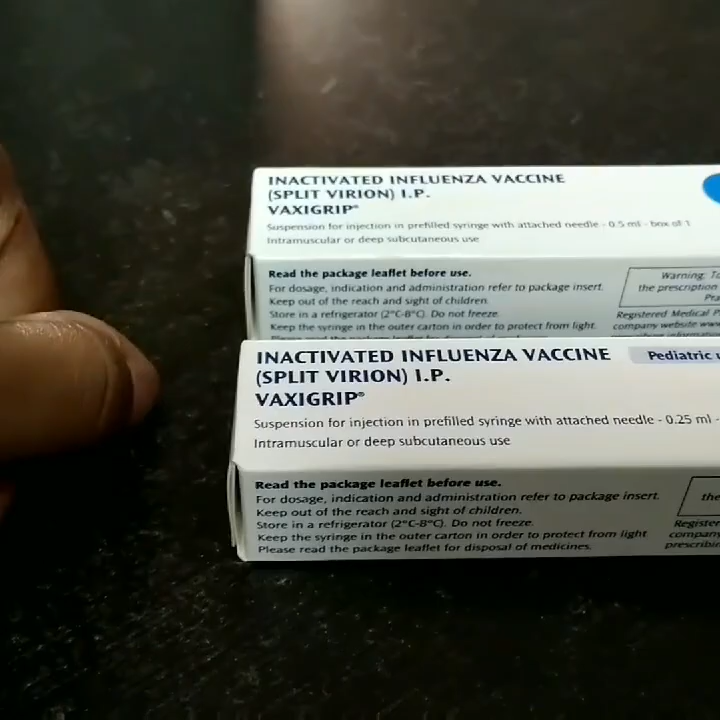 INACTIVATED INFLUENZA VACCINE
(SPLIT VIRION) I.P.
VAXIGRIP®
Suspension for injection in prefilled syringe with attached needle - 0.5 ml - box of 1
Intramuscular or deep subcutaneous use
Read the package leaflet before use.
For dosage, indication and administration refer to package insert.
Keep out of the reach and sight of children.
Store in a refrigerator (2°C-8°C). Do not freeze.
Keep the syringe in the outer carton in order to protect from light.
Warning: To
the prescription
Registered Medical
company website
INACTIVATED INFLUENZA VACCINE
(SPLIT VIRION) I.P.
VAXIGRIP®
Pediatric
Suspension for injection in prefilled syringe with attached needle - 0.25 ml -
Intramuscular or deep subcutaneous use
Read the package leaflet before use.
For dosage, indication and administration refer to package insert.
Keep out of the reach and sight of children.
Store in a refrigerator (2°C-8°C). Do not freeze.
Keep the syringe in the outer carton in order to protect from light
Please read the package leaflet for disposal of medicines.
the
Register
company
prescribin